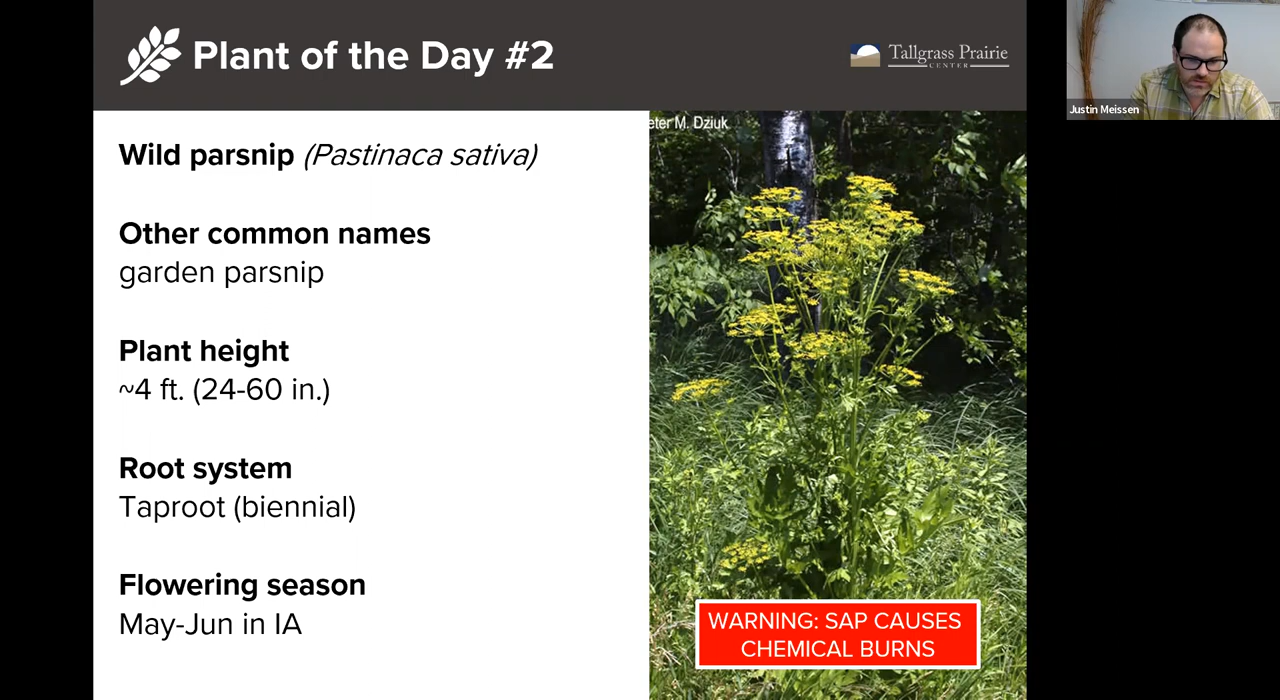 Plant of the Day #2
Tallgrass Prairie
CENTER
Justin Meissen
eter M. Dziuk
Wild parsnip (Pastinaca sativa)
Other common names
garden parsnip
Plant height
~4 ft. (24-60 in.)
Root system
Taproot (biennial)
Flowering season
May-Jun in IA
WARNING: SAP CAUSES
CHEMICAL BURNS